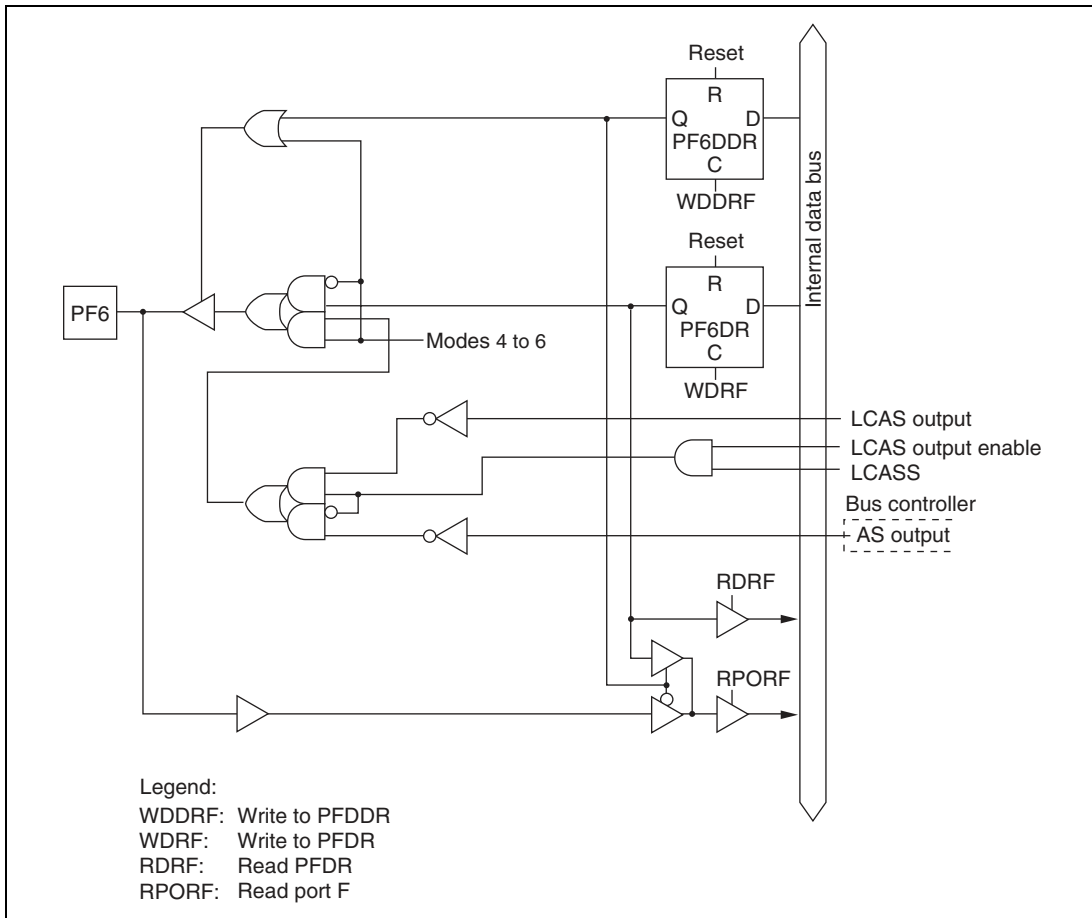 Reset
R
Q D
PF6DDR
C
WDDRF
Internal data bus
Reset
R
Q D
PF6DR
C
WDRF
PF6
Modes 4 to 6
LCAS output
LCAS output enable
LCASS
Bus controller
AS output
RDRF
RPORF
Legend:
WDDRF: Write to PFDDR
WDRF: Write to PFDR
RDRF: Read PFDR
RPORF: Read port F